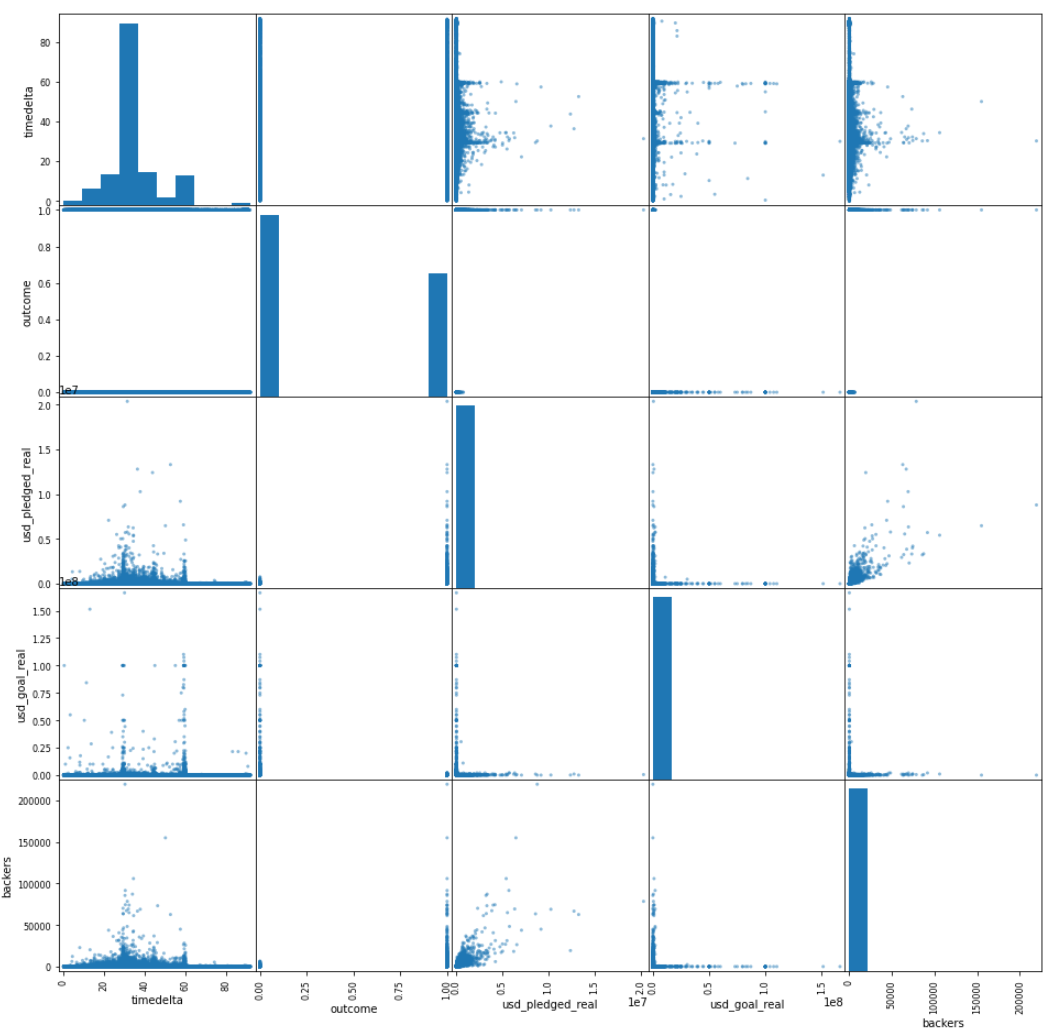 80
60
40
20
0
timedelta
1.0
0.8
0.6
0.4
0.2
0.0
outcome
1e7
2.0
1.5
1.0
0.5
0.0
usd_pledged_real
1e8
1.50
1.25
1.00
0.75
0.50
0.25
0.00
usd_goal_real
200000
150000
100000
50000
0
backers
0 20 40 60 80
timedelta
0.00 0.25 0.50 0.75 1.00
outcome
0.0 0.5 1.0 1.5 2.0
usd_pledged_real 1e7
0.0 0.5 1.0 1.5
usd_goal_real 1e8
0 50000 100000 150000 200000
backers